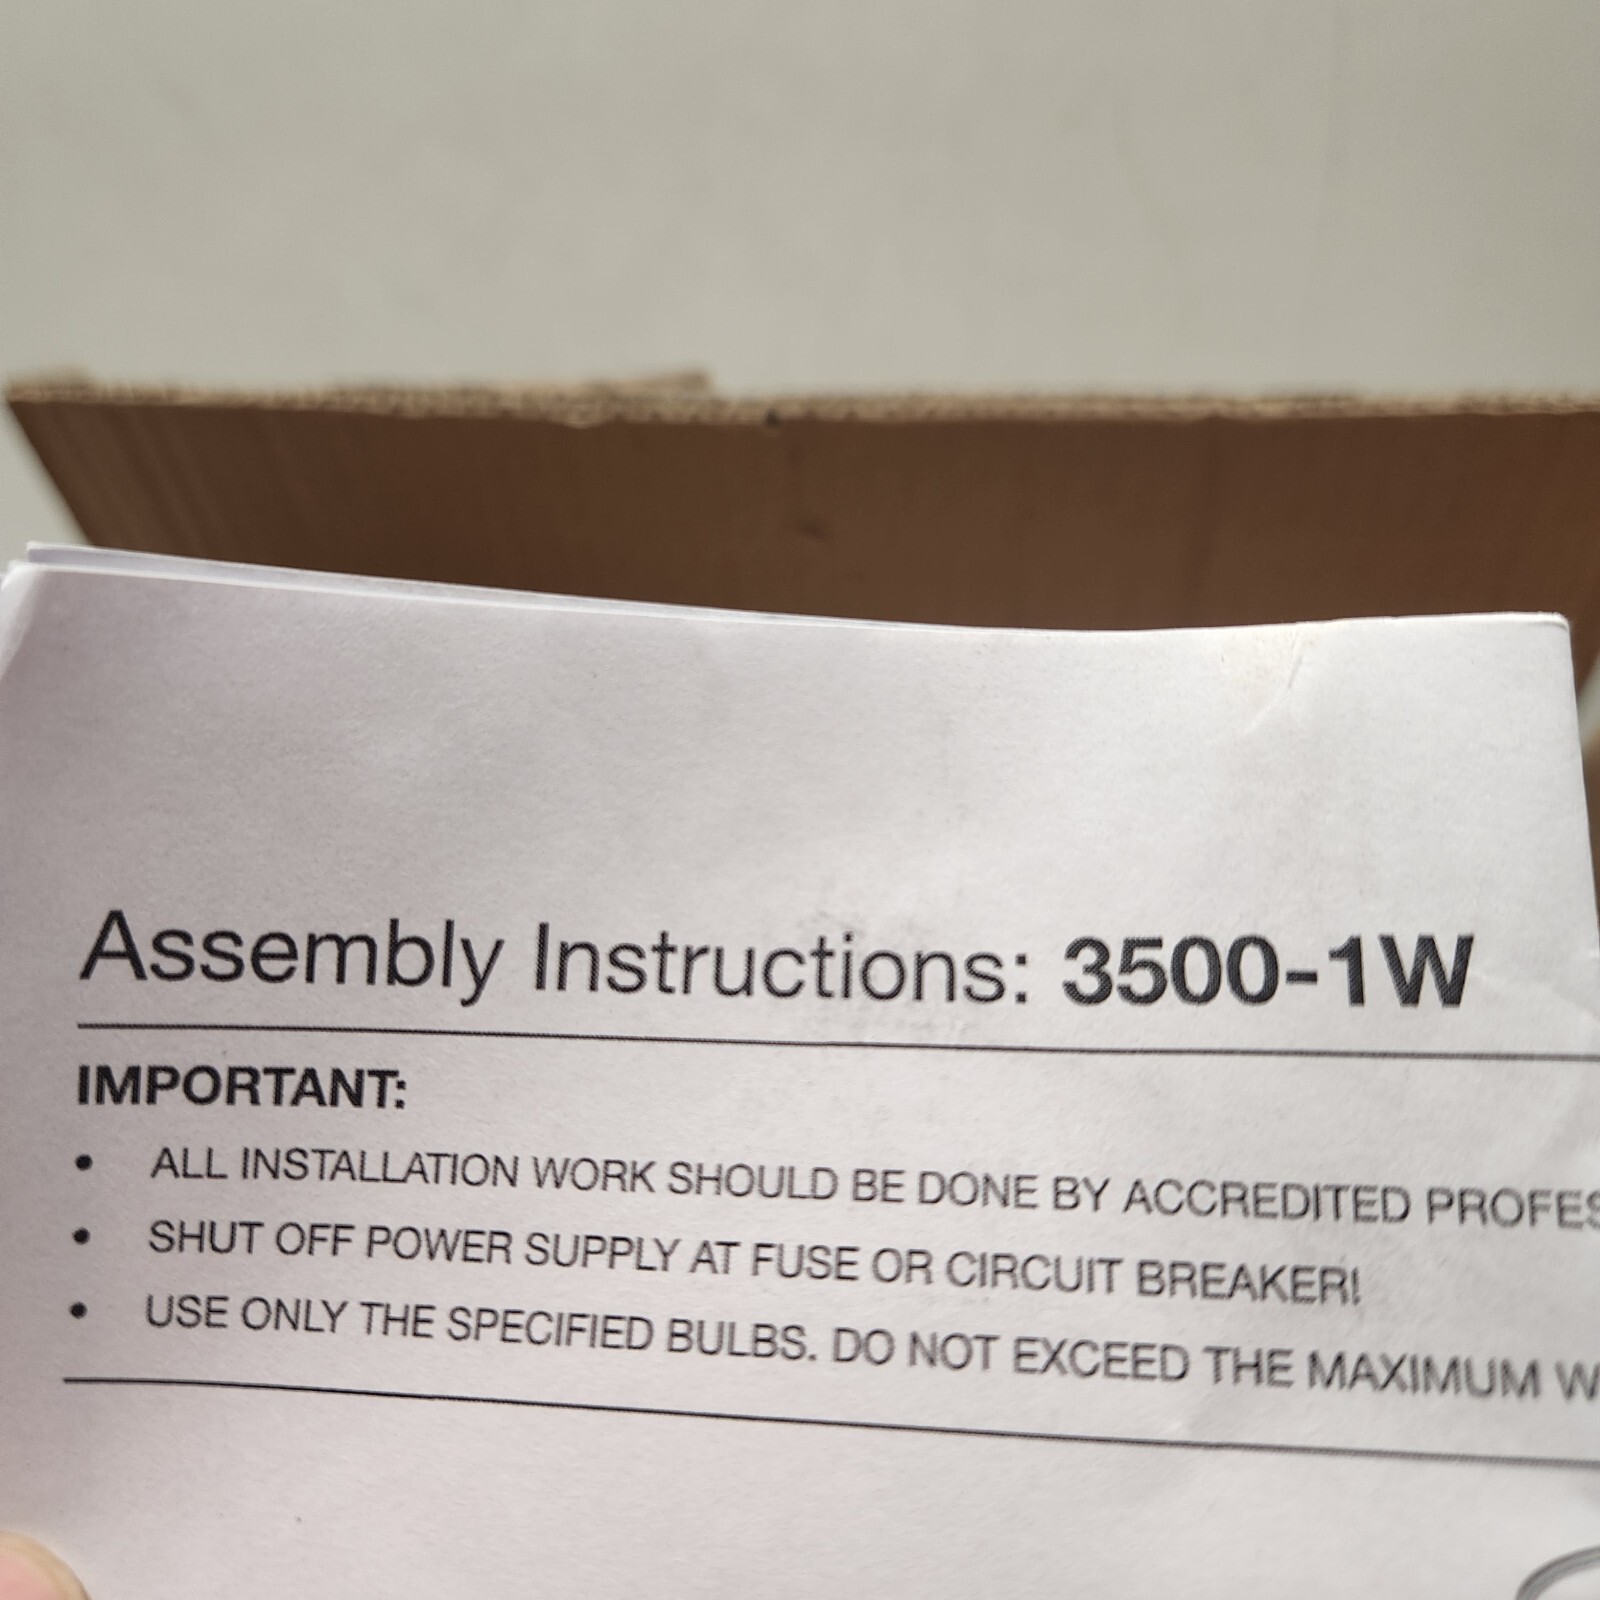 Assembly Instructions: 3500-1W
IMPORTANT:
• ALL INSTALLATION WORK SHOULD BE DONE BY ACCREDITED PROFES
• SHUT OFF POWER SUPPLY AT FUSE OR CIRCUIT BREAKER!
• USE ONLY THE SPECIFIED BULBS. DO NOT EXCEED THE MAXIMUM W